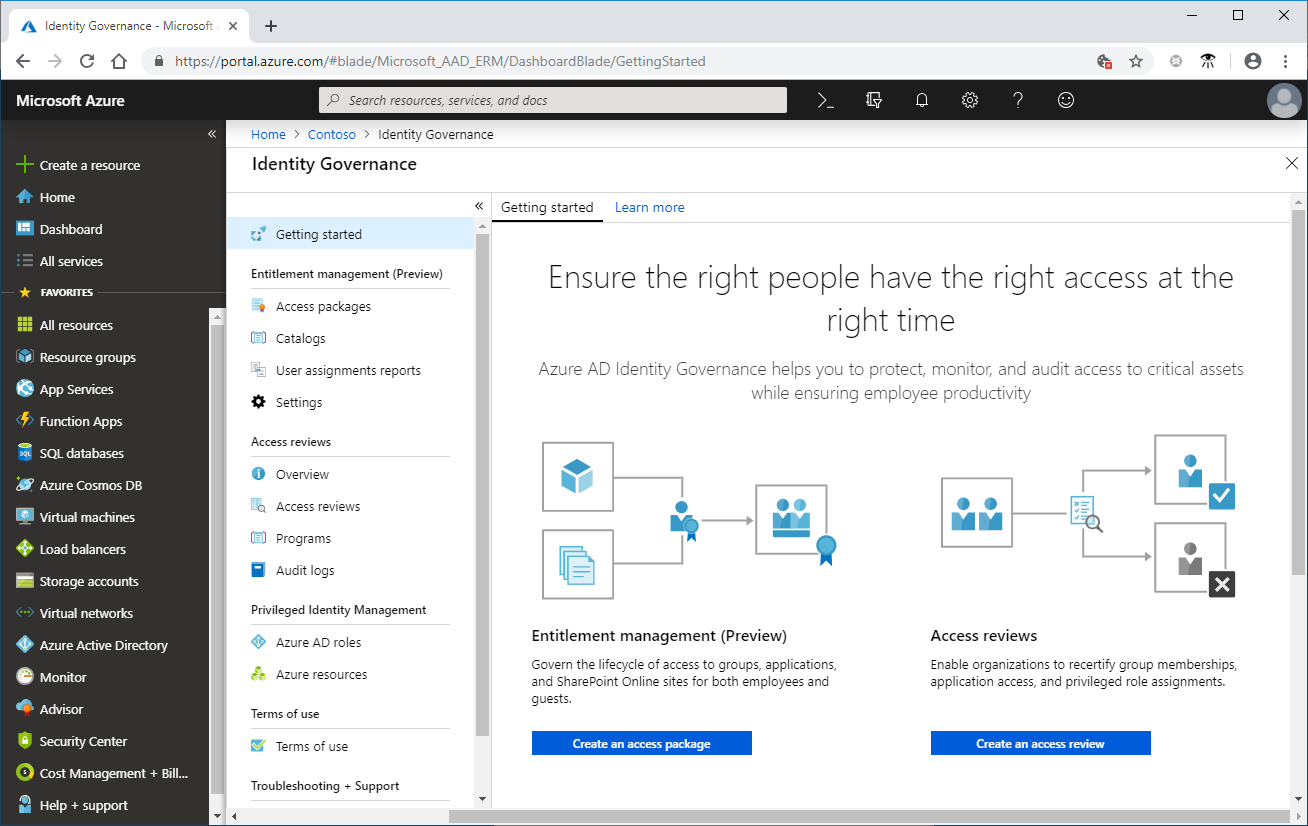 Identity Governance - Microsoft
https://portal.azure.com/#blade/Microsoft_AAD_ERM/DashboardBlade/GettingStarted
Microsoft Azure
Search resources, services, and docs
Create a resource
Home
Dashboard
All services
FAVORITES
All resources
Resource groups
App Services
Function Apps
SQL databases
Azure Cosmos DB
Virtual machines
Load balancers
Storage accounts
Virtual networks
Azure Active Directory
Monitor
Advisor
Security Center
Cost Management + Bill...
Help + support
Home > Contoso > Identity Governance
Identity Governance
Getting started
Entitlement management (Preview)
Access packages
Catalogs
User assignments reports
Settings
Access reviews
Overview
Access reviews
Programs
Audit logs
Privileged Identity Management
Azure AD roles
Azure resources
Terms of use
Terms of use
Troubleshooting + Support
Getting started Learn more
Ensure the right people have the right access at the
right time
Azure AD Identity Governance helps you to protect, monitor, and audit access to critical assets
while ensuring employee productivity
Entitlement management (Preview)
Govern the lifecycle of access to groups, applications,
and SharePoint Online sites for both employees and
guests.
Create an access package
Access reviews
Enable organizations to recertify group memberships,
application access, and privileged role assignments.
Create an access review